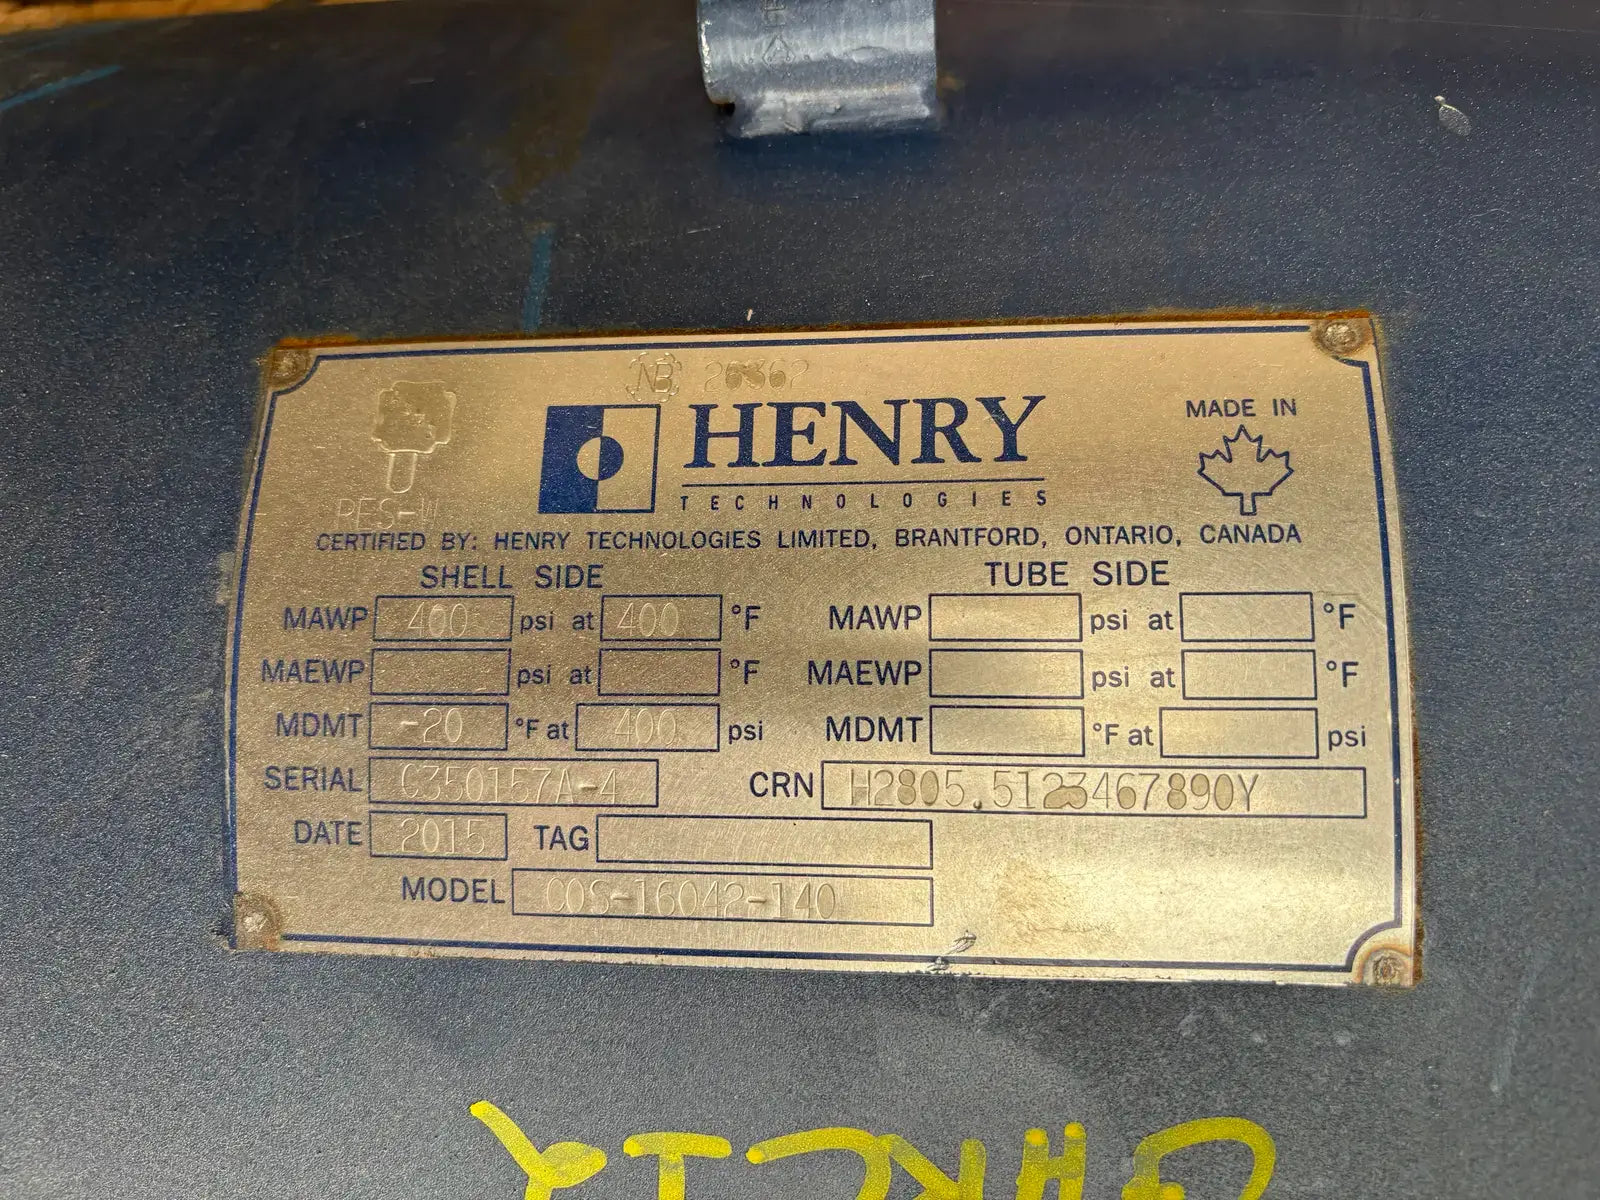 NB 26362
HENRY
TECHNOLOGIES
MADE IN
RES-W
CERTIFIED BY: HENRY TECHNOLOGIES LIMITED, BRANTFORD, ONTARIO, CANADA
SHELL SIDE TUBE SIDE
MAWP 400 psi at 400 °F MAWP psi at °F
MAEWP psi at °F MAEWP psi at °F
MDMT -20 °F at 400 psi MDMT °F at psi
SERIAL C350157A-4 CRN H2805.5123467890Y
DATE 2015 TAG
MODEL COS-16042-140